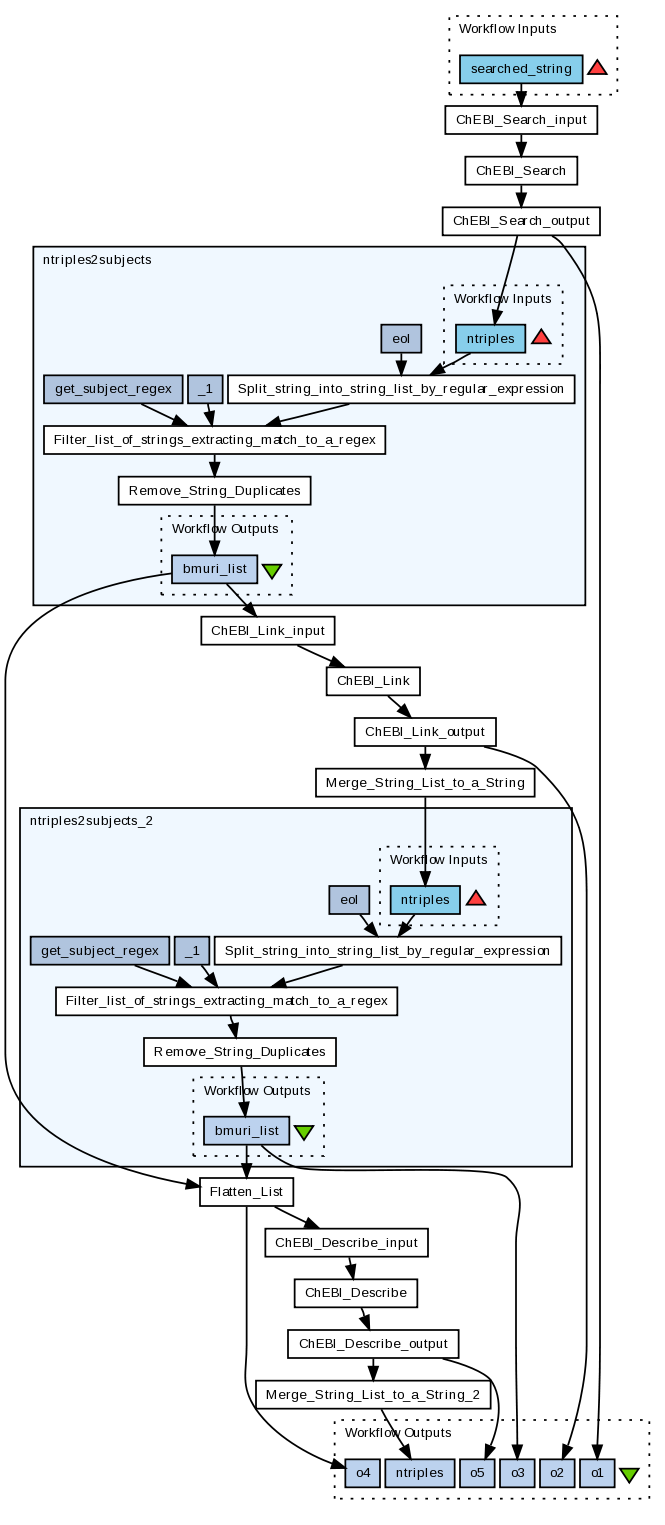 Workflow Inputs
searched_string
ChEBI_Search_input
ChEBI_Search
ChEBI_Search_output
ntriples2subjects
Workflow Inputs
eol
ntriples
get_subject_regex
_1
Split_string_into_string_list_by_regular_expression
Filter_list_of_strings_extracting_match_to_a_regex
Remove_String_Duplicates
Workflow Outputs
bmuri_list
ChEBI_Link_input
ChEBI_Link
ChEBI_Link_output
Merge_String_List_to_a_String
ntriples2subjects_2
Workflow Inputs
eol
ntriples
get_subject_regex
_1
Split_string_into_string_list_by_regular_expression
Filter_list_of_strings_extracting_match_to_a_regex
Remove_String_Duplicates
Workflow Outputs
bmuri_list
Flatten_List
ChEBI_Describe_input
ChEBI_Describe
ChEBI_Describe_output
Merge_String_List_to_a_String_2
Workflow Outputs
o4
ntriples
o5
o3
o2
o1